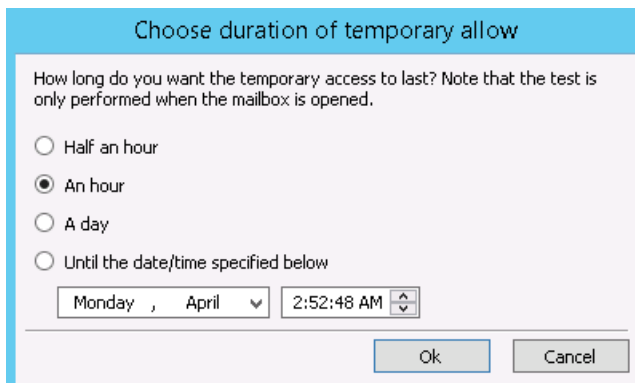 Choose duration of temporary allow
How long do you want the temporary access to last? Note that the test is
only performed when the mailbox is opened.
Half an hour
An hour
A day
Until the date/time specified below
Monday , April 2:52:48 AM
Ok Cancel